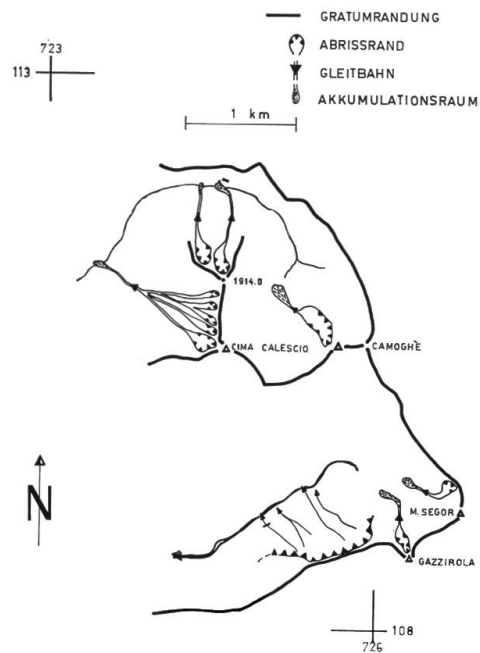 GRATUMRANDUNG
ABRISSRAND
GLEITBAHN
AKKUMULATIONSRAUM
723
113
1 km
1914.0
CIMA CALESCIO
CAMOGHÈ
N
M. SEGOR
GAZZIROLA
108
726